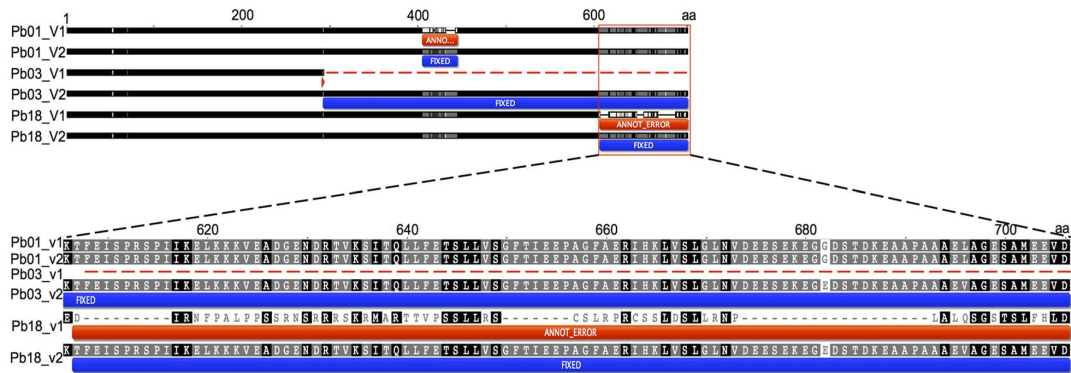 1 200 400 600 aa
Pb01_V1
ANNO...
Pb01_V2
FIXED
Pb03_V1
Pb03_V2
FIXED
Pb18_V1
ANNOT_ERROR
Pb18_V2
FIXED
620 640 660 680 700 aa
Pb01_v1 KTFEISPRSPIIKELKKKVEADGENDRTVKSITQLLFETSLLVSGFTIEEPAGFAERIHKLVSLGLNVDEESEKEGGDSTDKEAAPAAAELAGESAMEEVD
Pb01_v2 KTFEISPRSPIIKELKKKVEADGENDRTVKSITQLLFETSLLVSGFTIEEPAGFAERIHKLVSLGLNVDEESEKEGGDSTDKEAAPAAAELAGESAMEEVD
Pb03_v1
Pb03_v2 KTFEISPRSPIIKELKKKVEADGENDRTVKSITQLLFETSLLVSGFTIEEPAGFAERIHKLVSLGLNVDEESEKEGEDSTDKEAAPAAAELAGESAMEEVD
FIXED
Pb18_v1 ED---------IRNFPALPPSSRNSRRRSKRMARTTVPSSLLRS-------CSLRPRCSSLDSLLRNP--------------------LALQSGSTSLFHLD
ANNOT_ERROR
Pb18_v2 KTFEISPRSPIIKELKKKVEADGENDRTVKSITQLLFETSLLVSGFTIEEPAGFAERIHKLVSLGLNVDEESEKEGEDSTDKEAAPAAAEVAGESAMEEVD
FIXED